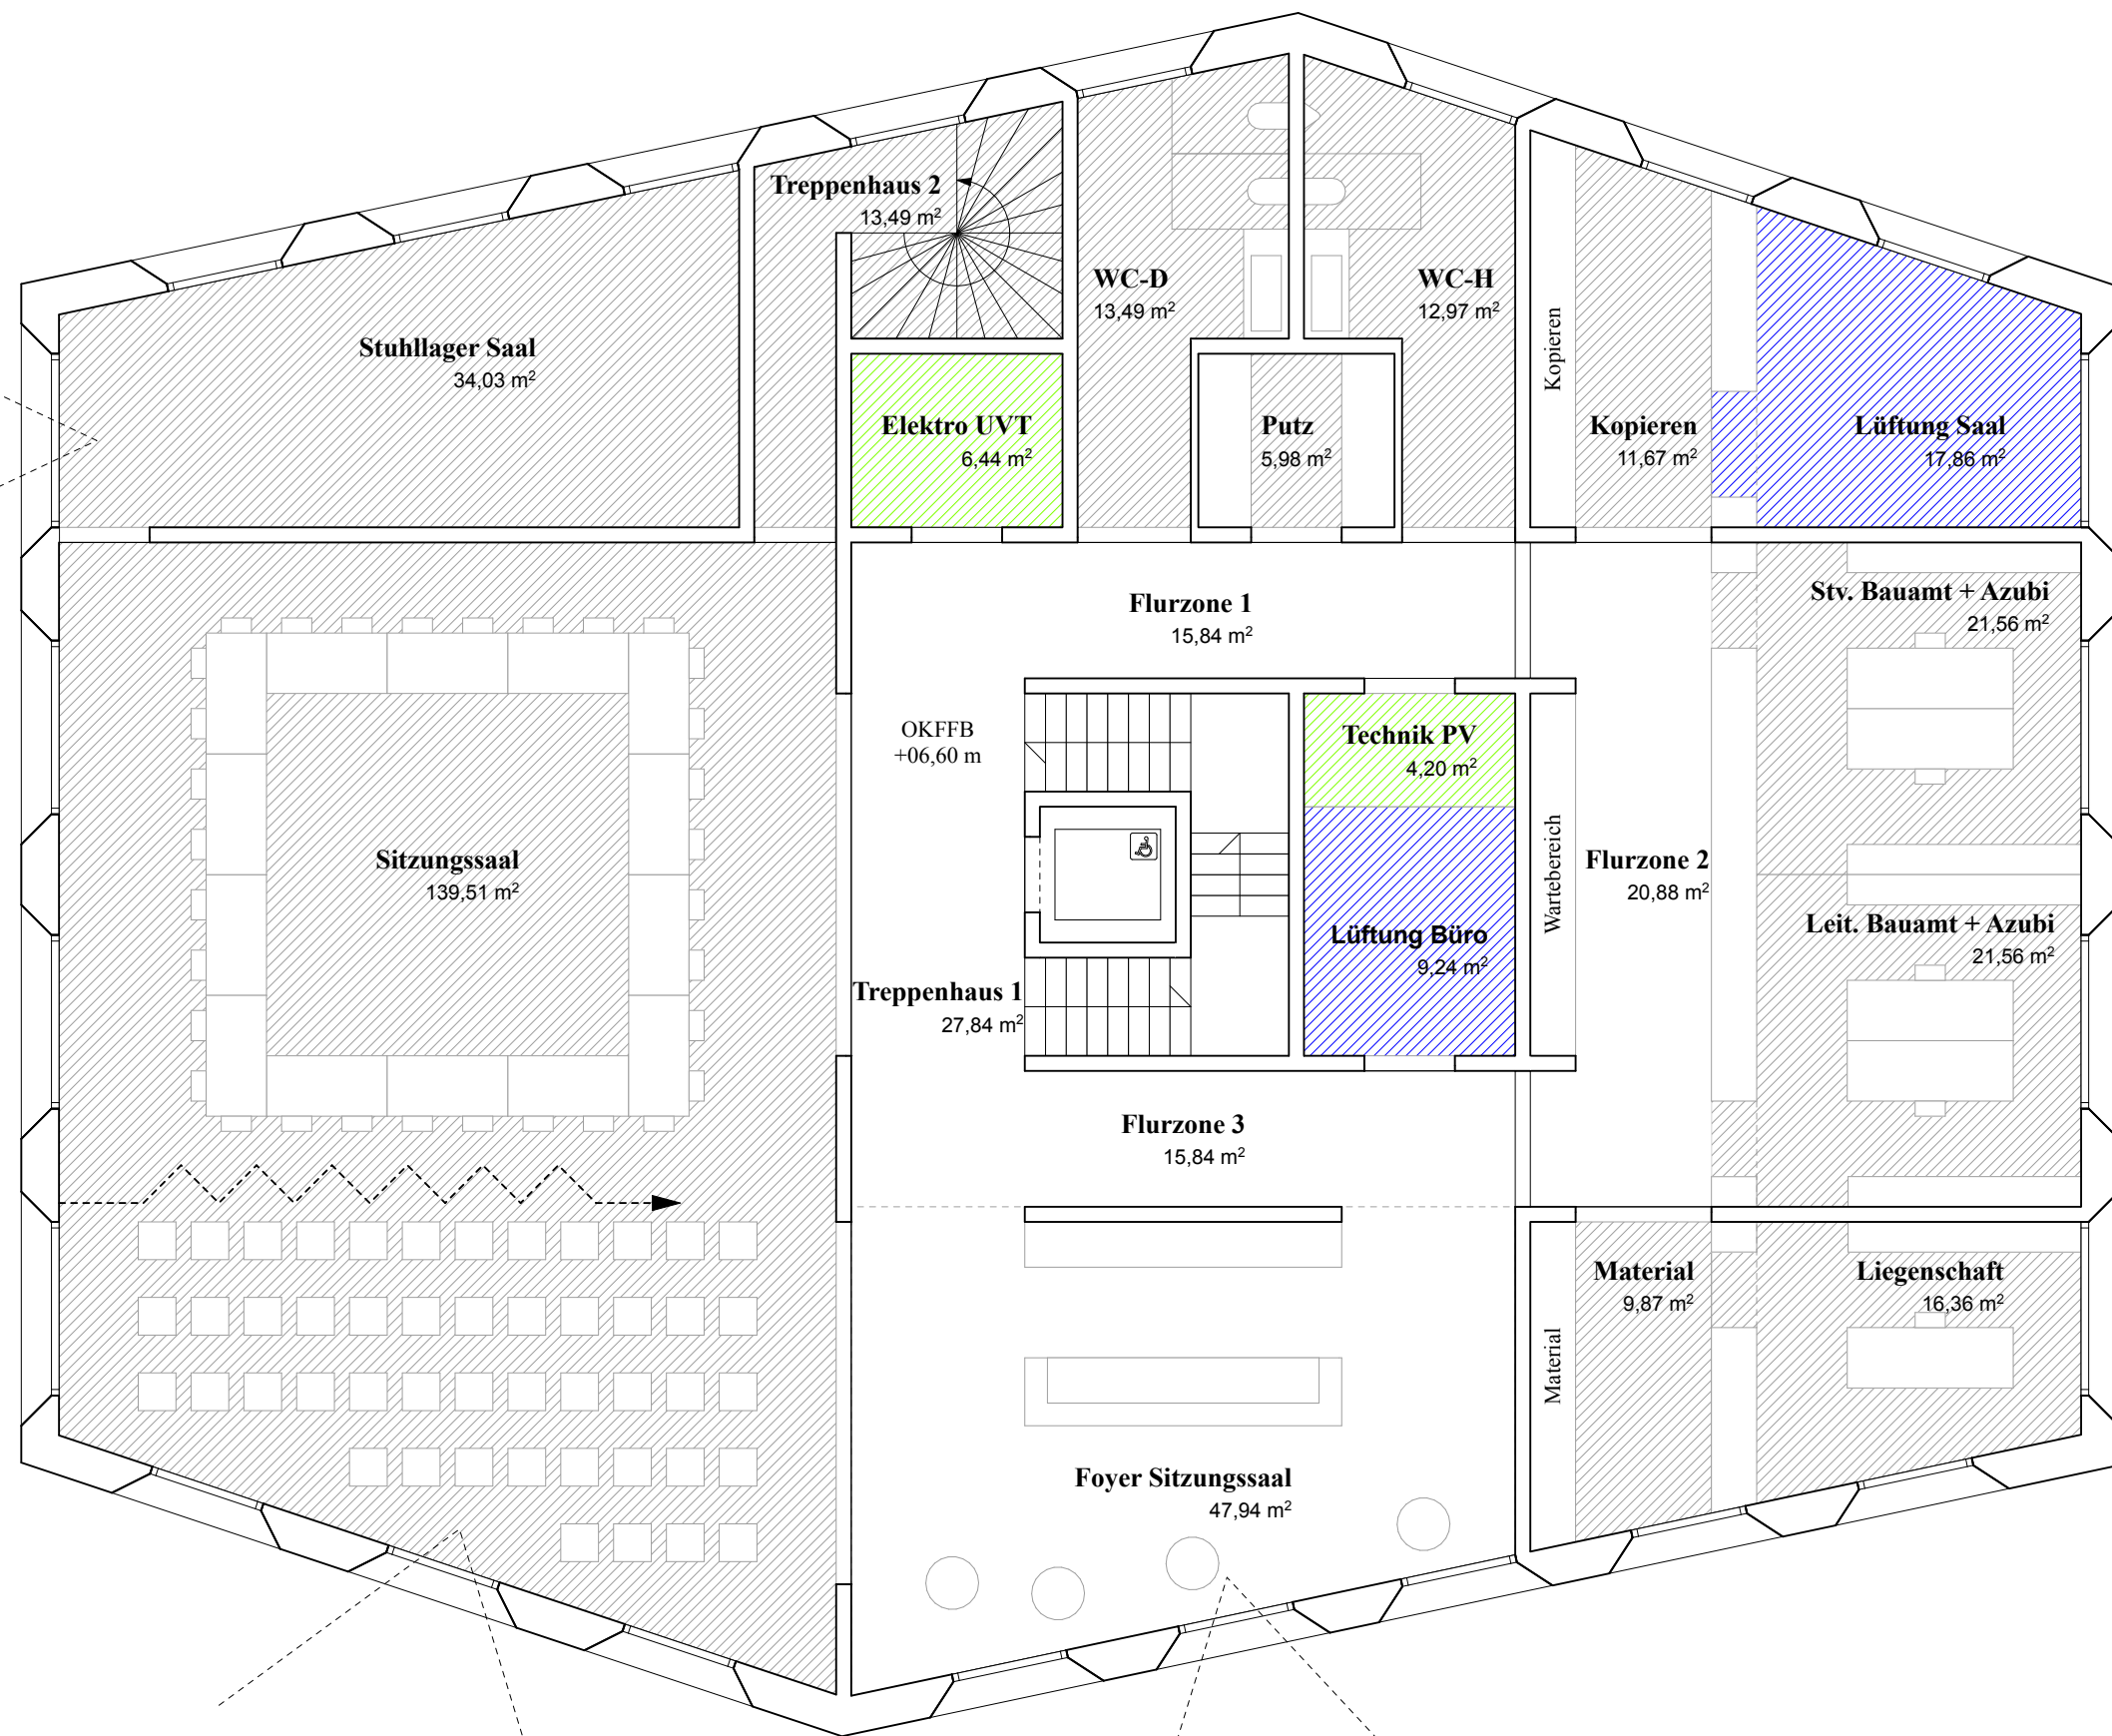 Treppenhaus 2
13,49 m²
WC-D
13,49 m²
WC-H
12,97 m²
Stuhllager Saal
34,03 m²
Kopieren
Elektro UVT
6,44 m²
Putz
5,98 m²
Kopieren
11,67 m²
Lüftung Saal
17,86 m²
Flurzone 1
15,84 m²
Stv. Bauamt + Azubi
21,56 m²
OKFFB
+06,60 m
Technik PV
4,20 m²
Sitzungssaal
139,51 m²
Wartebereich
Flurzone 2
20,88 m²
Lüftung Büro
9,24 m²
Leit. Bauamt + Azubi
21,56 m²
Treppenhaus 1
27,84 m²
Flurzone 3
15,84 m²
Material
Material
9,87 m²
Liegenschaft
16,36 m²
Foyer Sitzungssaal
47,94 m²